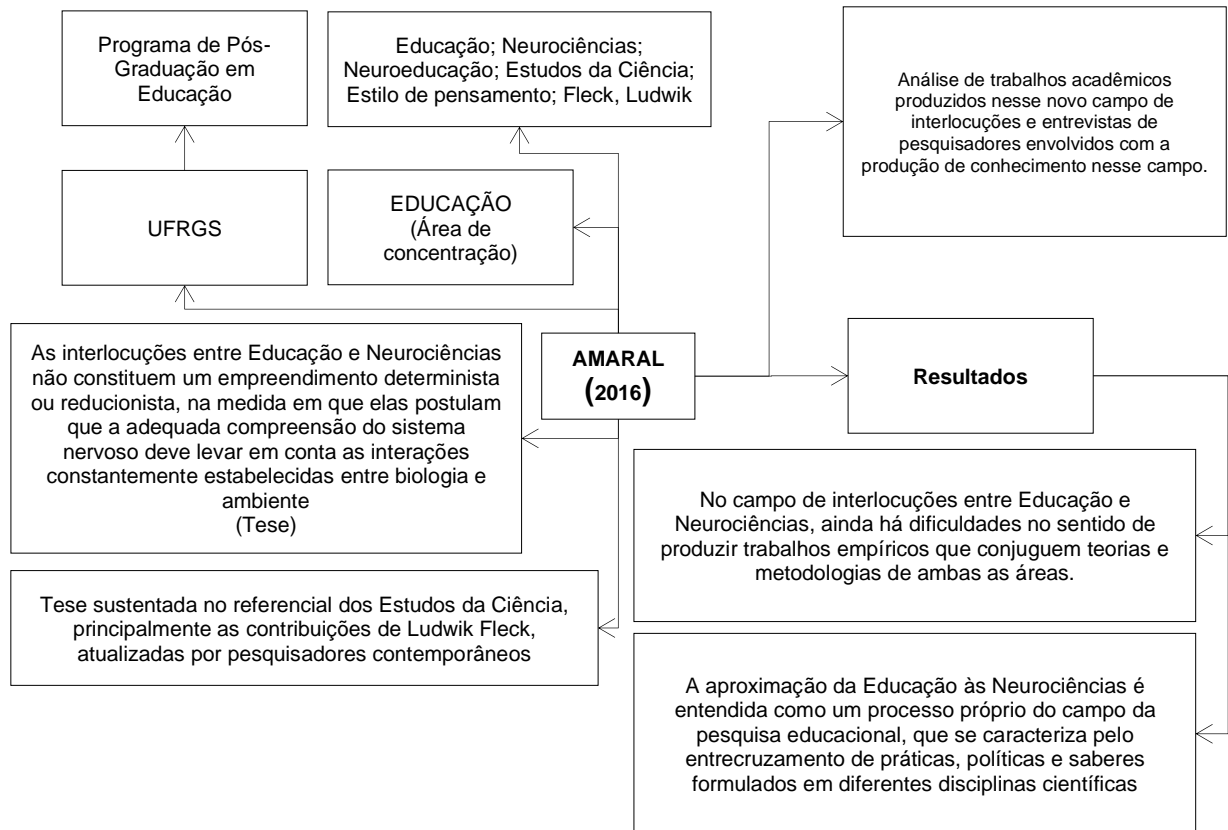 Programa de Pós-
Graduação em
Educação
Educação; Neurociências;
Neuroeducação; Estudos da Ciência;
Estilo de pensamento; Fleck, Ludwik
Análise de trabalhos acadêmicos
produzidos nesse novo campo de
interlocuções e entrevistas de
pesquisadores envolvidos com a
produção de conhecimento nesse campo.
UFRGS
EDUCAÇÃO
(Área de
concentração)
As interlocuções entre Educação e Neurociências
não constituem um empreendimento determinista
ou reducionista, na medida em que elas postulam
que a adequada compreensão do sistema
nervoso deve levar em conta as interações
constantemente estabelecidas entre biologia e
ambiente
(Tese)
AMARAL
(2016)
Resultados
No campo de interlocuções entre Educação e
Neurociências, ainda há dificuldades no sentido de
produzir trabalhos empíricos que conjuguem teorias e
metodologias de ambas as áreas.
Tese sustentada no referencial dos Estudos da Ciência,
principalmente as contribuições de Ludwik Fleck,
atualizadas por pesquisadores contemporâneos
A aproximação da Educação às Neurociências é
entendida como um processo próprio do campo da
pesquisa educacional, que se caracteriza pelo
entrecruzamento de práticas, políticas e saberes
formulados em diferentes disciplinas científicas